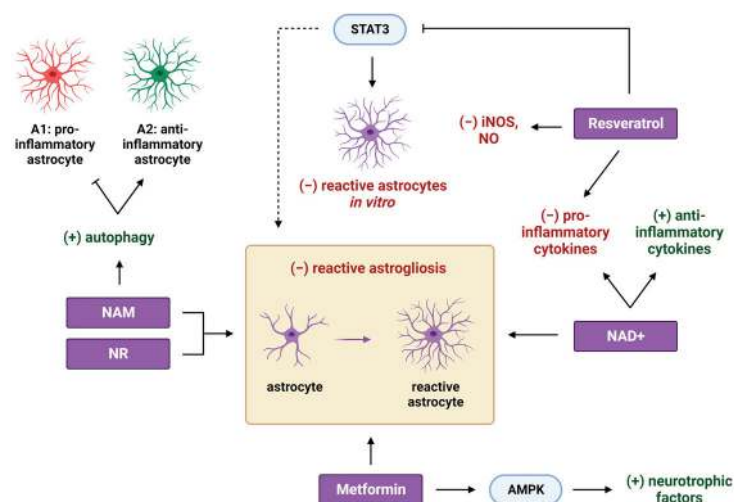 STAT3
A1: pro-
inflammatory
astrocyte
A2: anti-
inflammatory
astrocyte
(−) iNOS,
NO
Resveratrol
(−) reactive astrocytes
in vitro
(+) autophagy
(−) pro-
inflammatory
cytokines
(+) anti-
inflammatory
cytokines
(−) reactive astrogliosis
NAM
NR
NAD+
astrocyte
reactive
astrocyte
Metformin
AMPK
(+) neurotrophic
factors